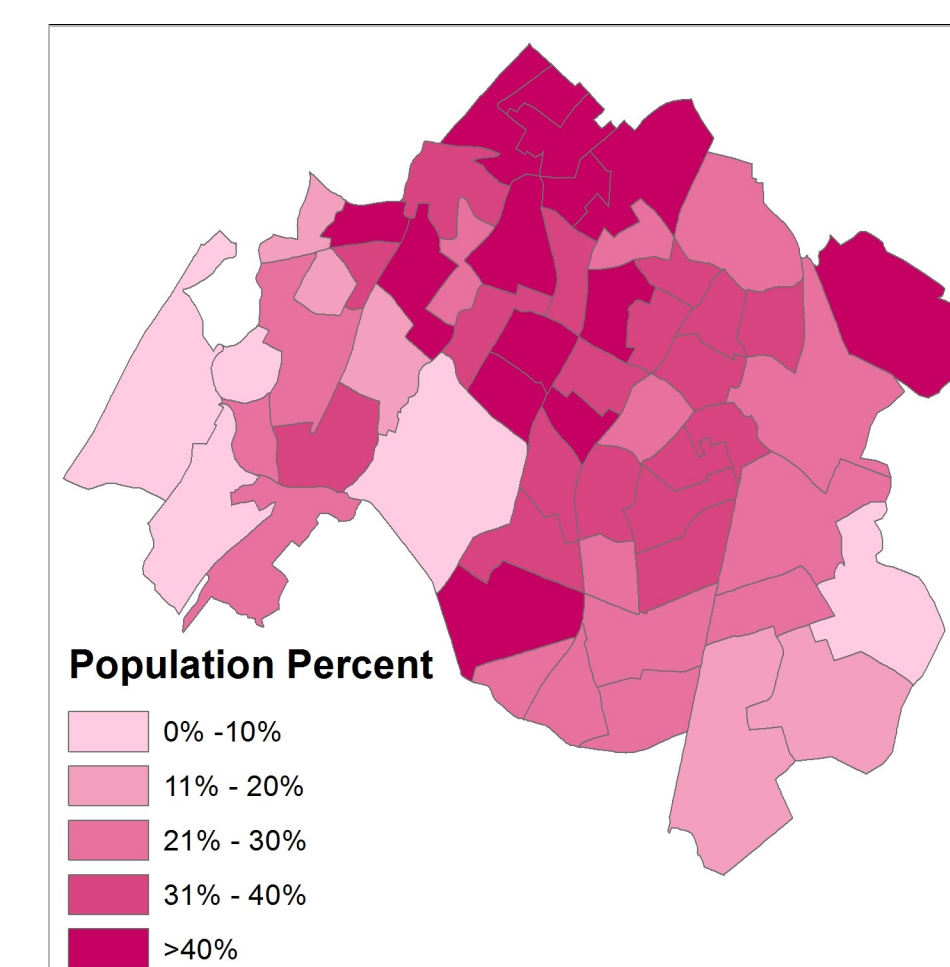 Population Percent
0% -10%
11% - 20%
21% - 30%
31% - 40%
>40%